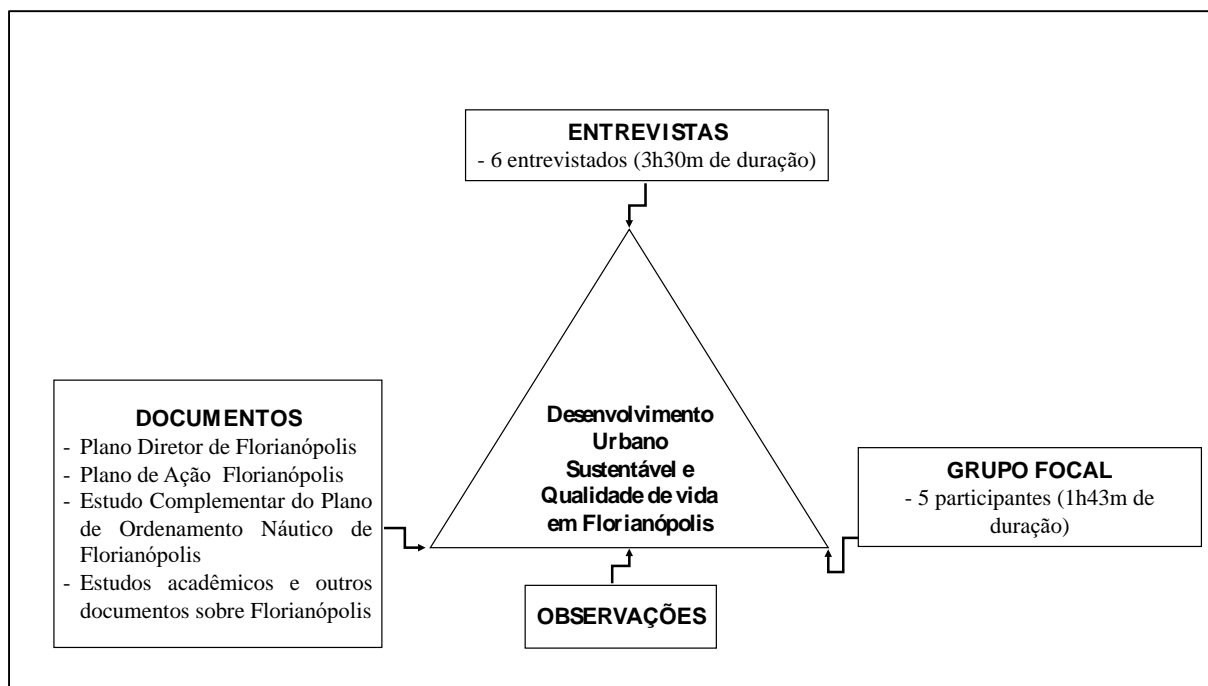 ENTREVISTAS
- 6 entrevistados (3h30m de duração)
DOCUMENTOS
- Plano Diretor de Florianópolis
- Plano de Ação Florianópolis
- Estudo Complementar do Plano
de Ordenamento Náutico de
Florianópolis
- Estudos acadêmicos e outros
documentos sobre Florianópolis
Desenvolvimento
Urbano
Sustentável e
Qualidade de vida
em Florianópolis
GRUPO FOCAL
- 5 participantes (1h43m de
duração)
OBSERVAÇÕES